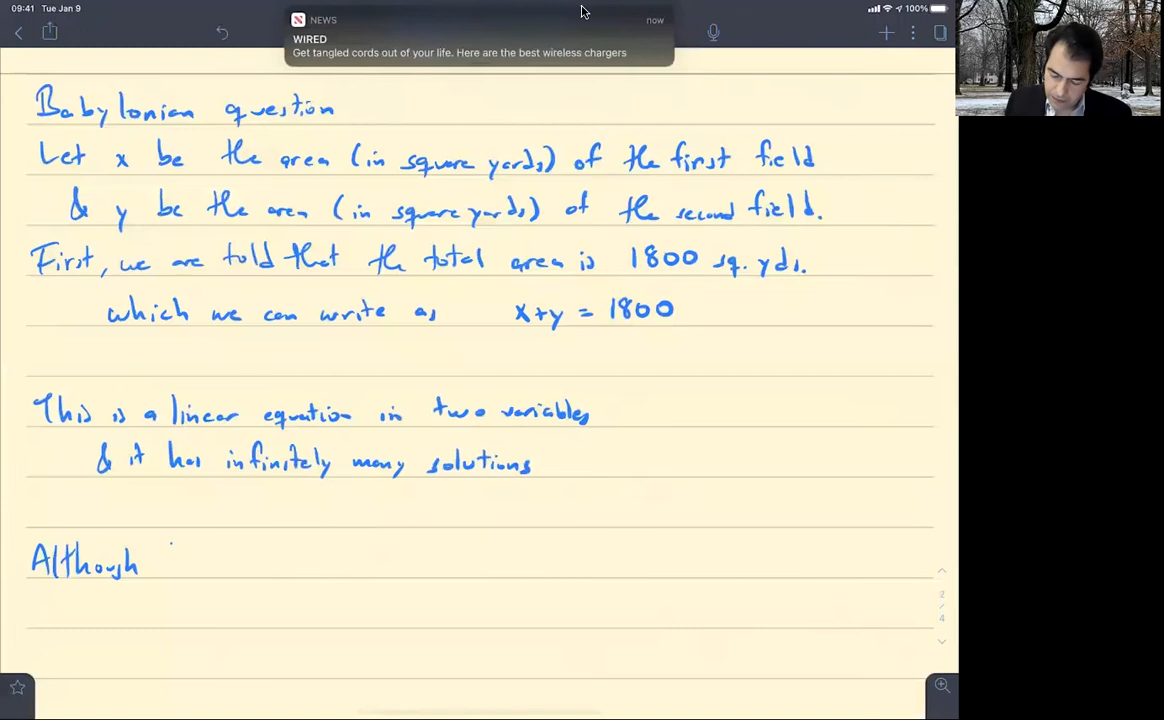 09:41 Tue Jan 9
100%
NEWS
now
WIRED
Get tangled cords out of your life. Here are the best wireless chargers
Babylonian question
Let x be the area (in square yards) of the first field
& y be the area (in square yards) of the second field.
First, we are told that the total area is 1800 sq. yds.
which we can write as x+y = 1800
This is a linear equation in two variables
& it has infinitely many solutions
Although
2
/
4